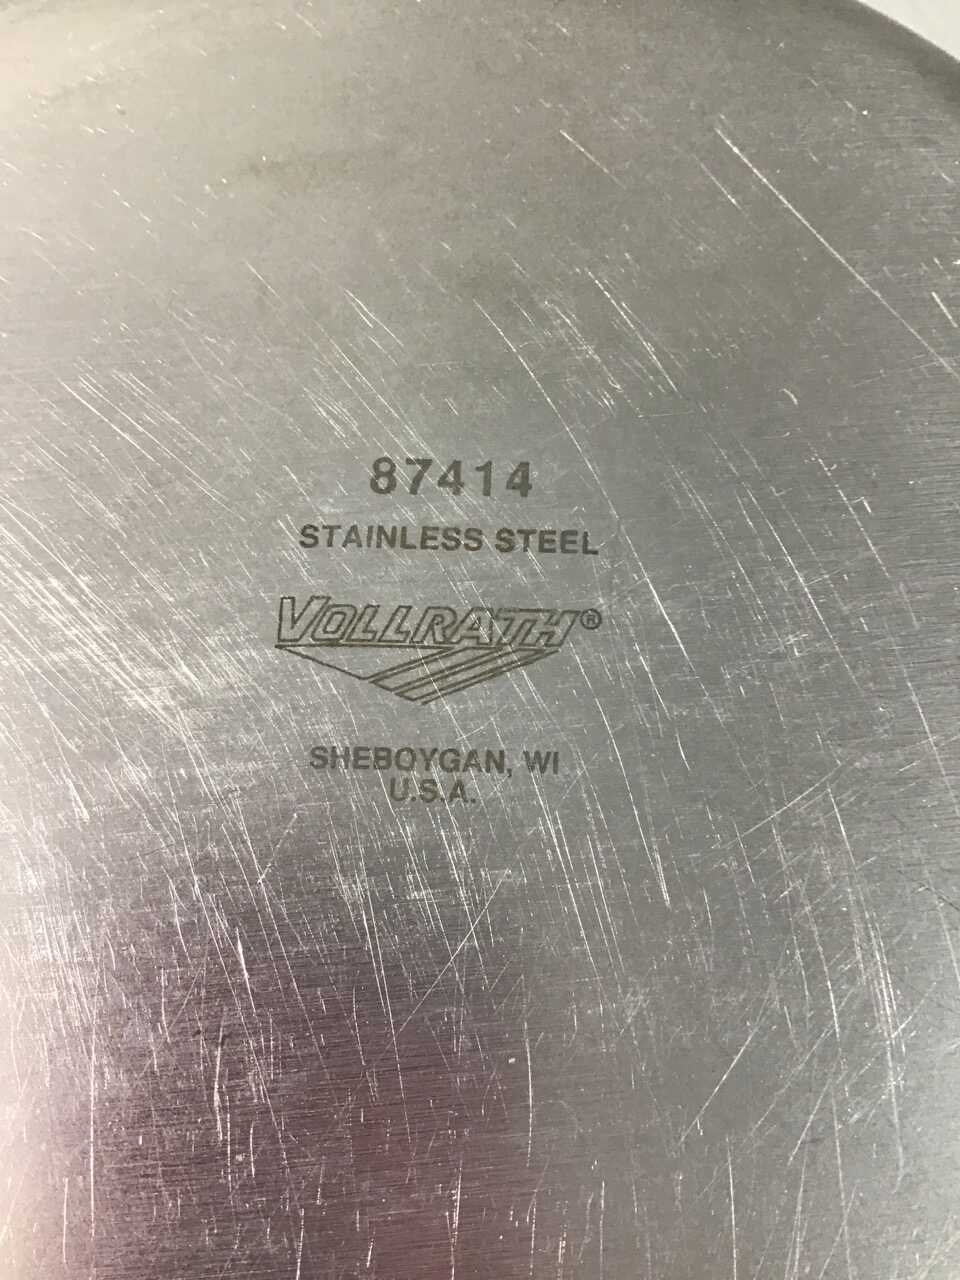 87414
STAINLESS STEEL
VOLLRATH®
SHEBOYGAN, WI
U.S.A.